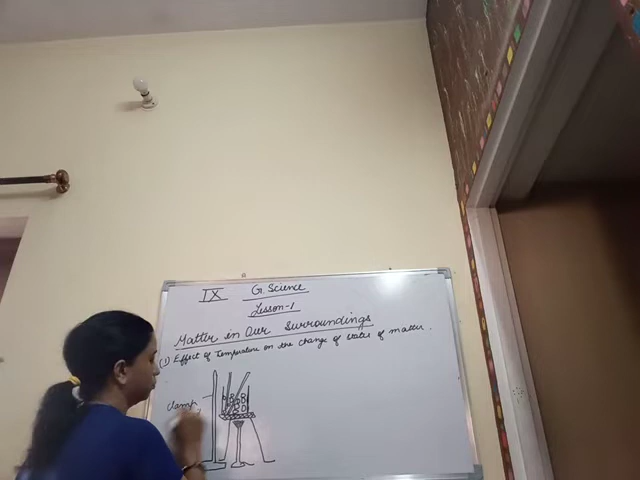 IX G. Science
Lesson-1
Matter in Our Surroundings
(1) Effect of Temperature on the change of states of matter.
clamp